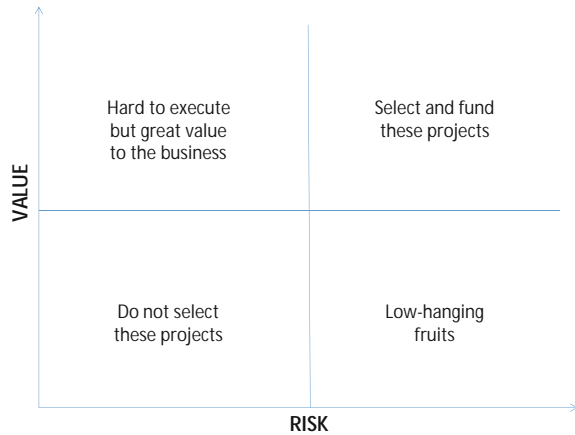 Hard to execute
but great value
to the business
Select and fund
these projects
VALUE
Do not select
these projects
Low-hanging
fruits
RISK